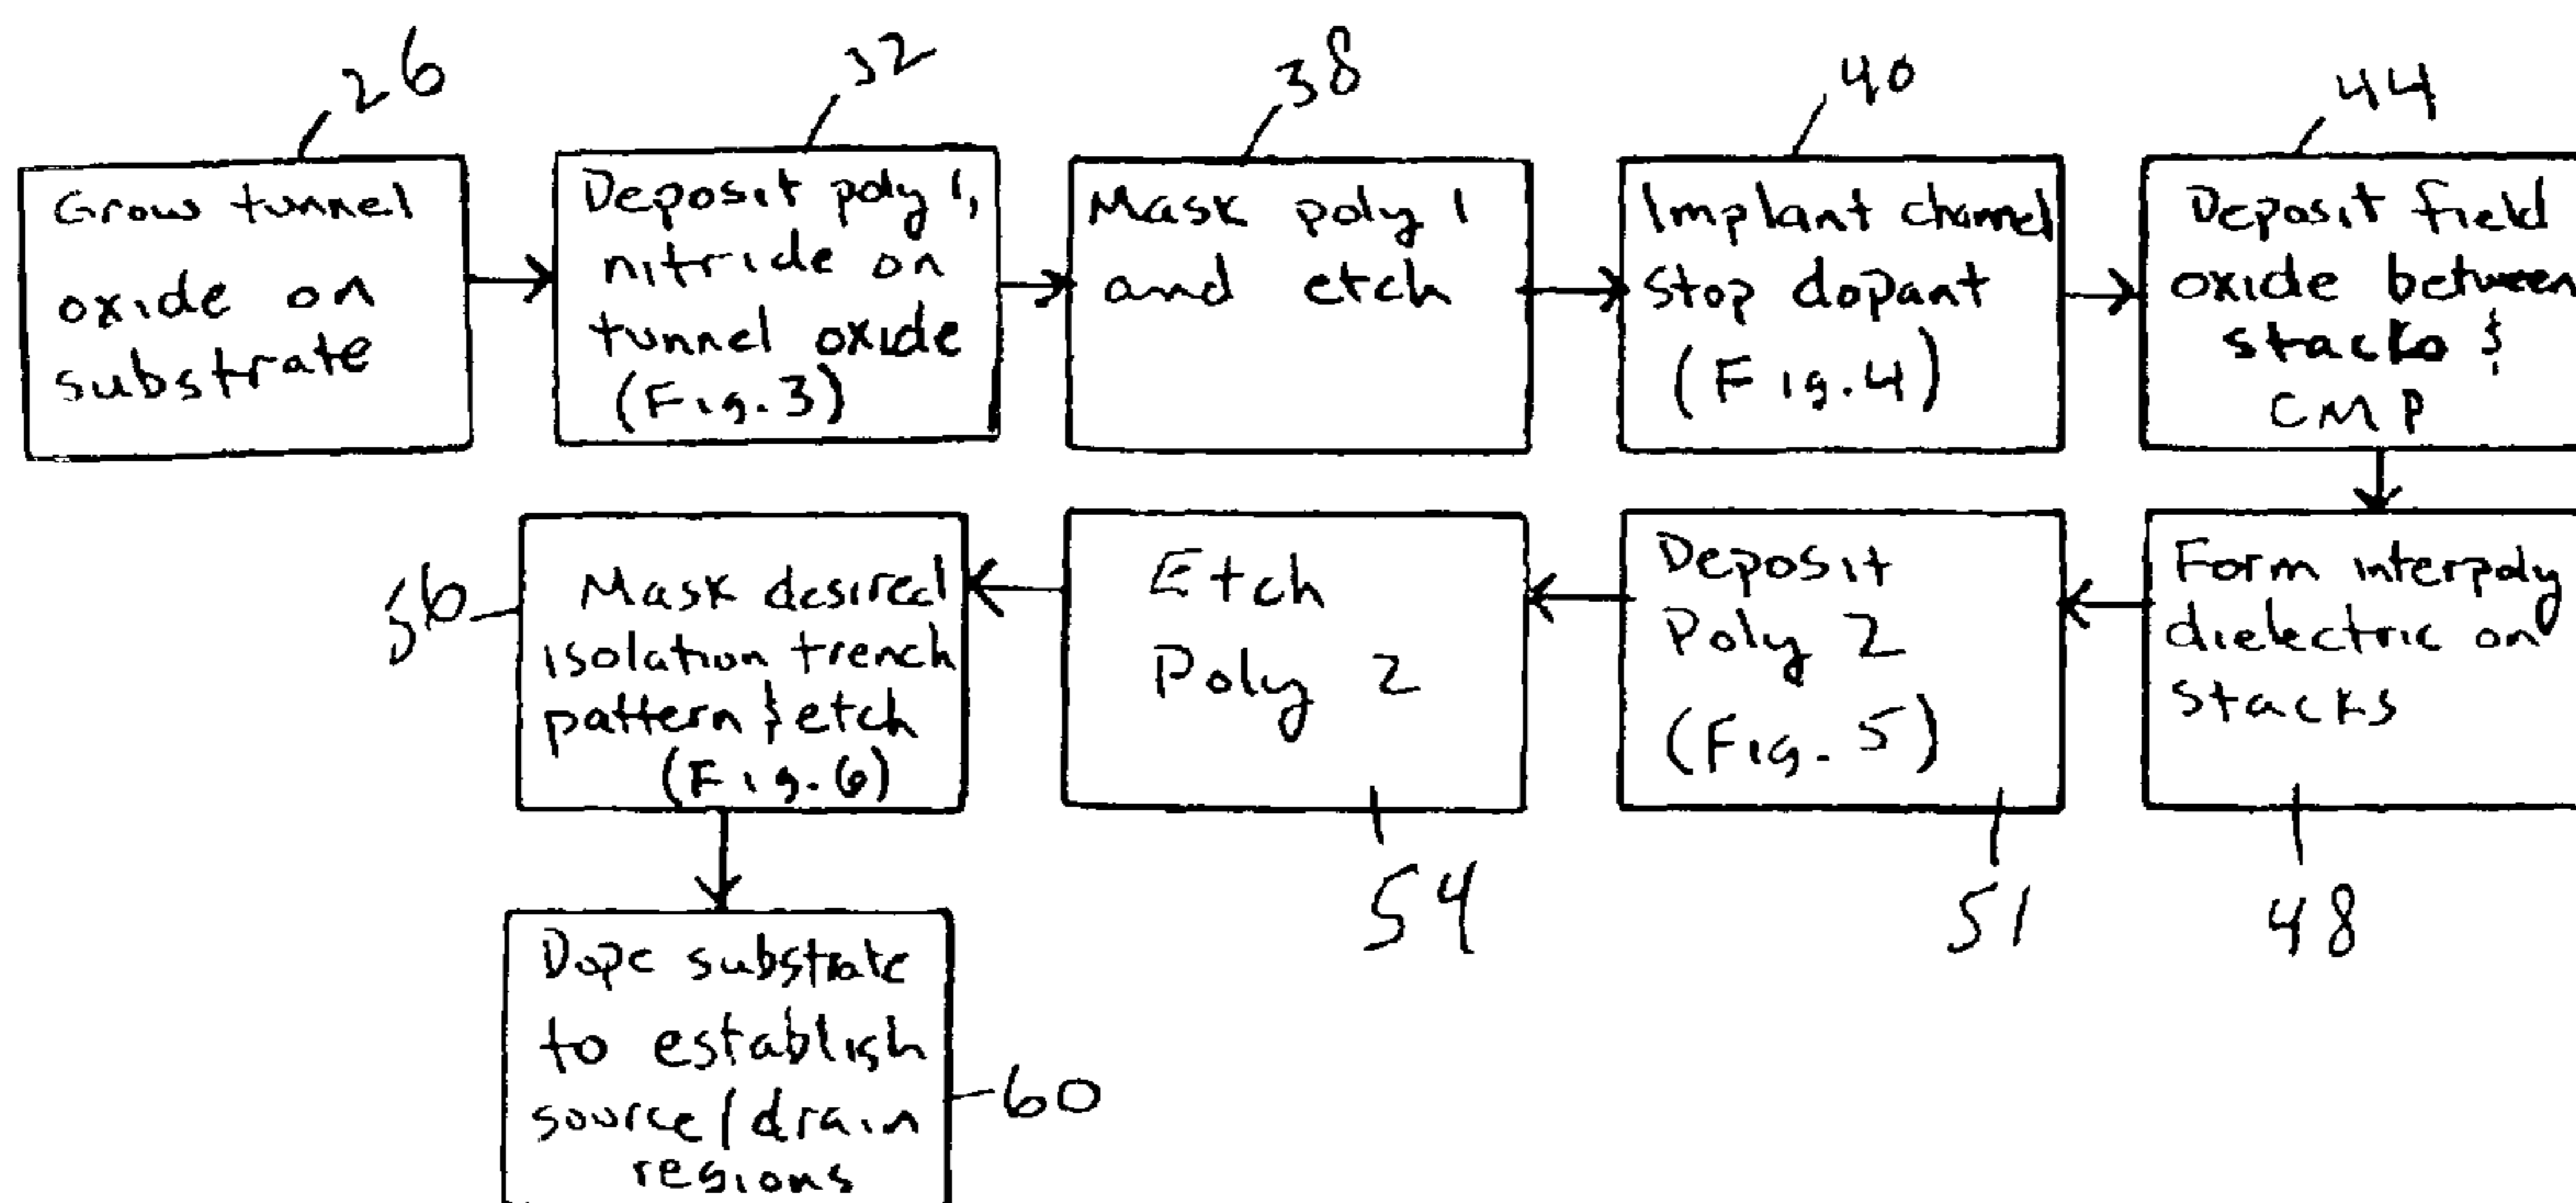 26
Grow tunnel
oxide on
substrate
32
Deposit poly 1,
nitride on
tunnel oxide
(Fig. 3)
38
Mask poly 1
and etch
40
Implant channel
stop dopant
(Fig. 4)
44
Deposit field
oxide between
stacks &
CMP
Form interpoly
dielectric on
stacks
48
Deposit
Poly 2
(Fig. 5)
51
Etch
Poly 2
54
56
Mask desired
isolation trench
pattern & etch
(Fig. 6)
Dope substrate
to establish
source/drain
regions
60